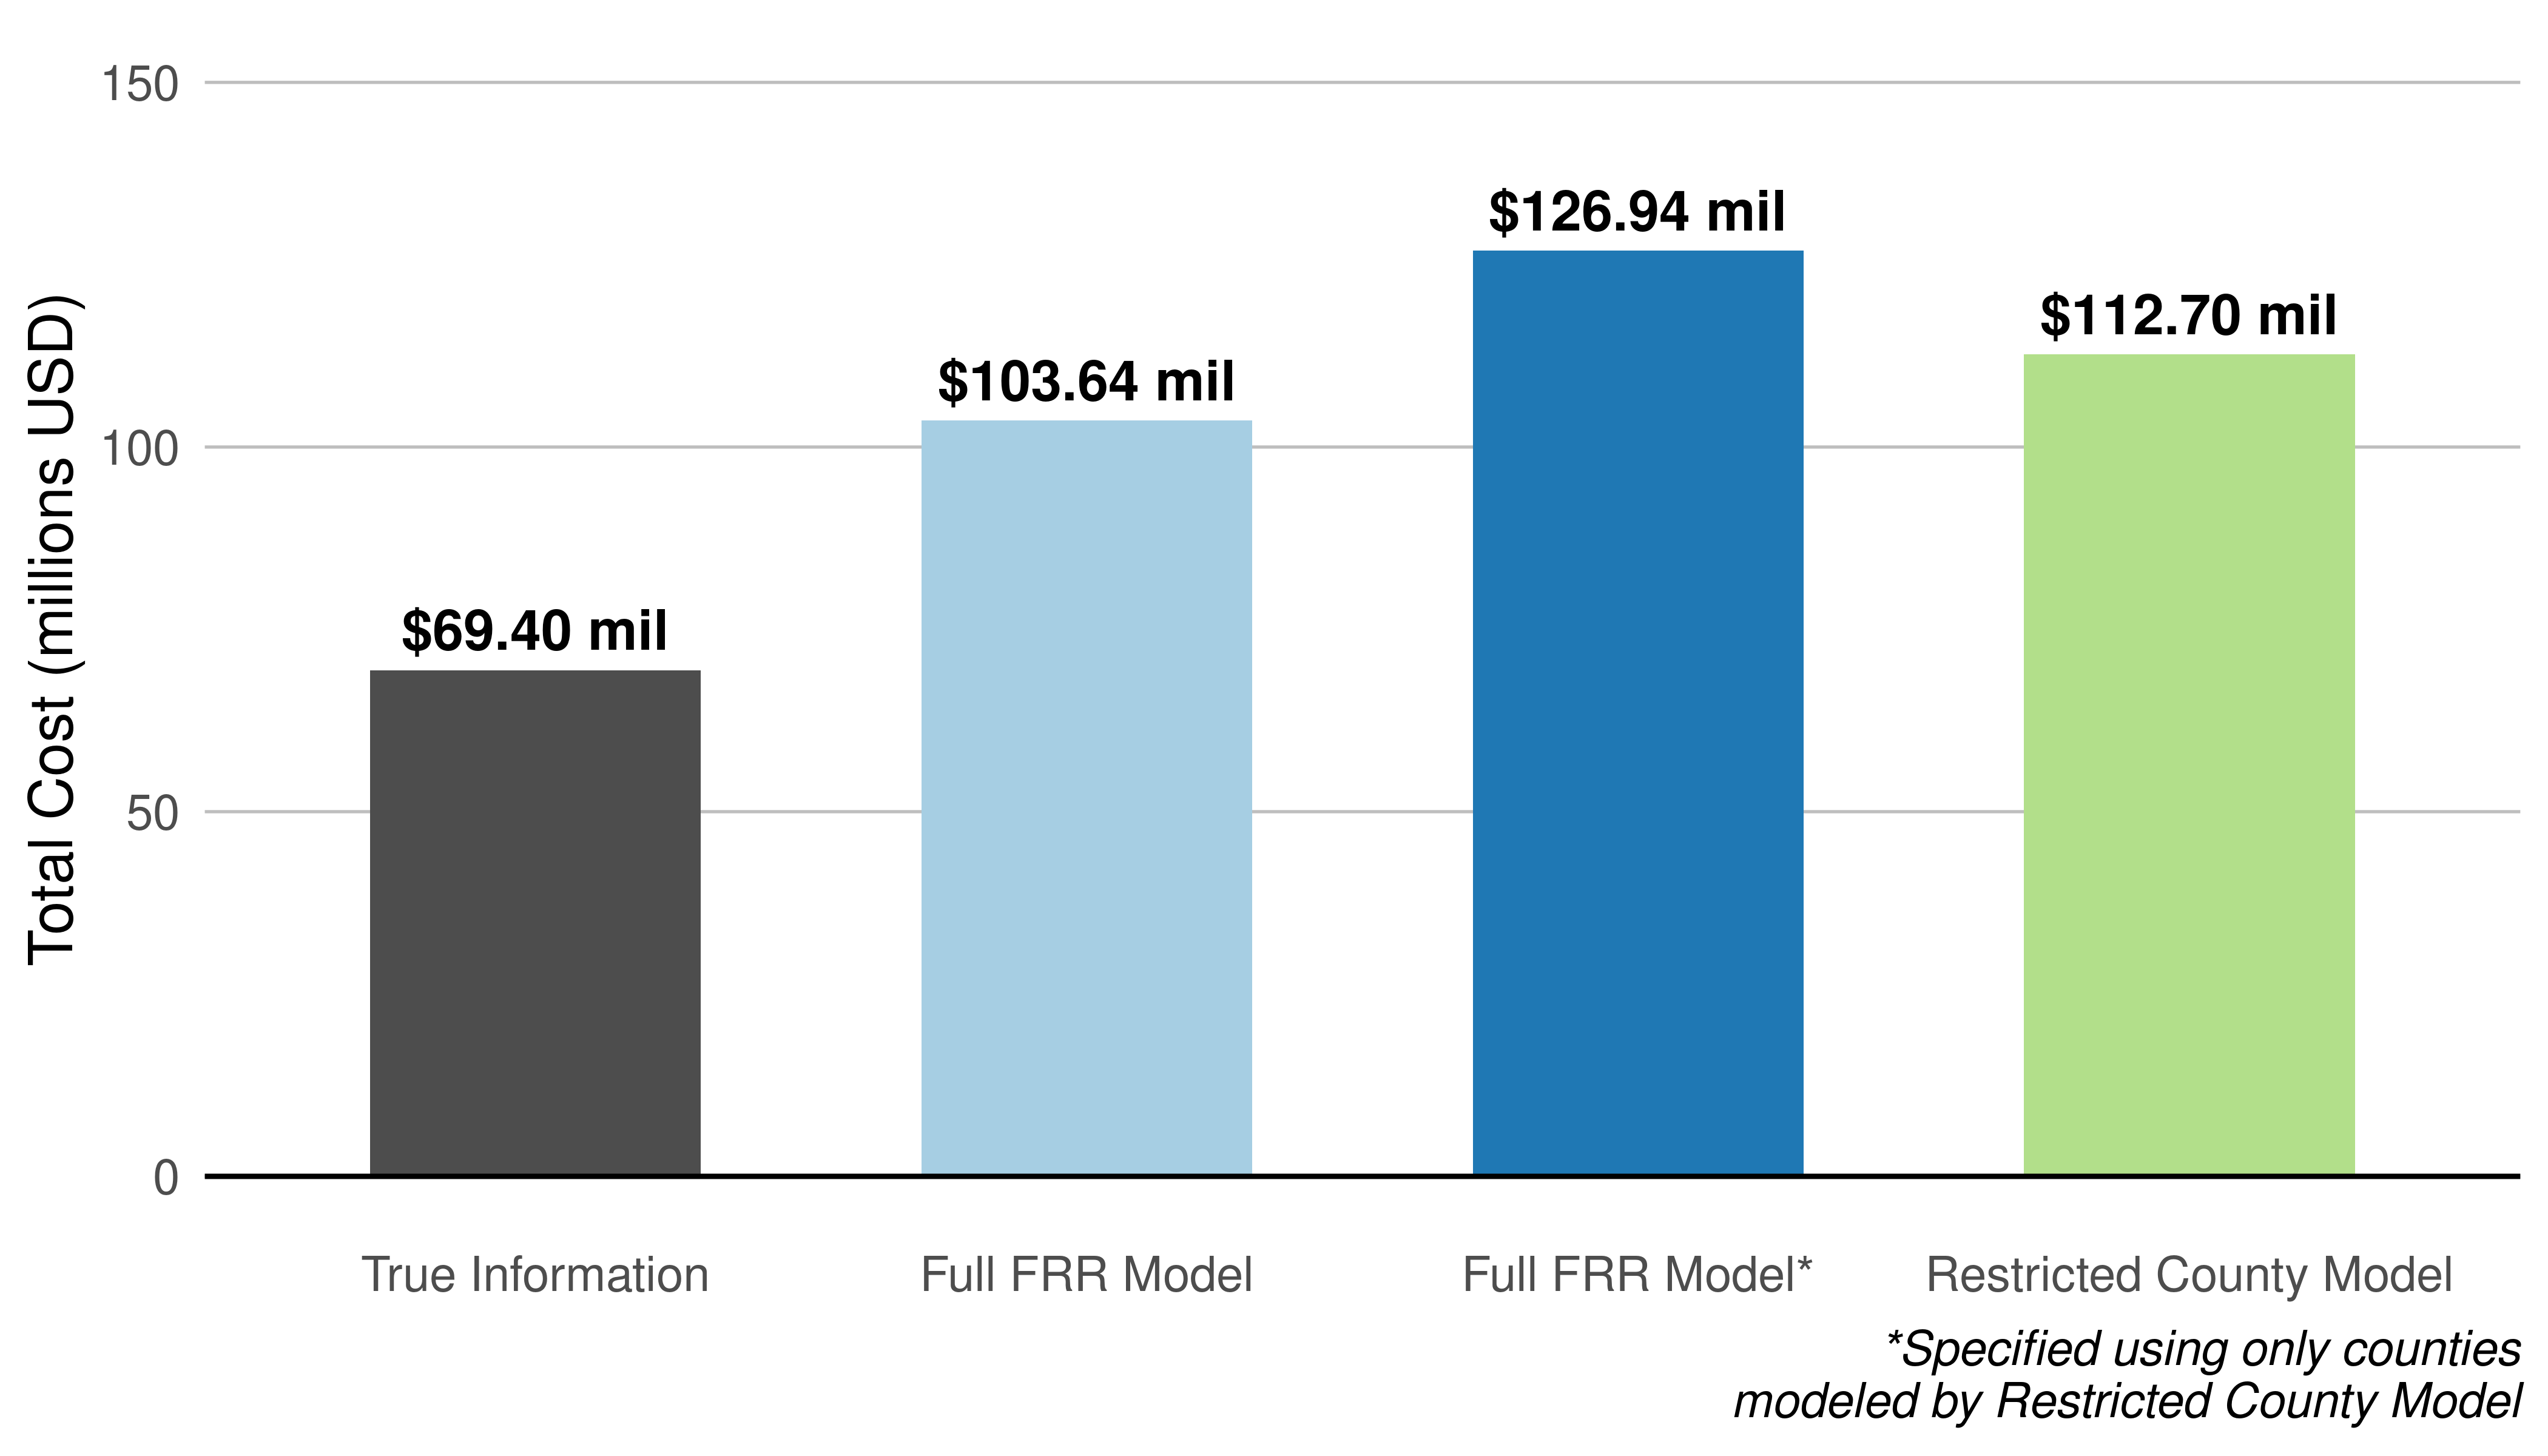 Total Cost (millions USD)
150
100
50
0
$69.40 mil
$103.64 mil
$126.94 mil
$112.70 mil
True Information
Full FRR Model
Full FRR Model*
Restricted County Model
*Specified using only counties
modeled by Restricted County Model